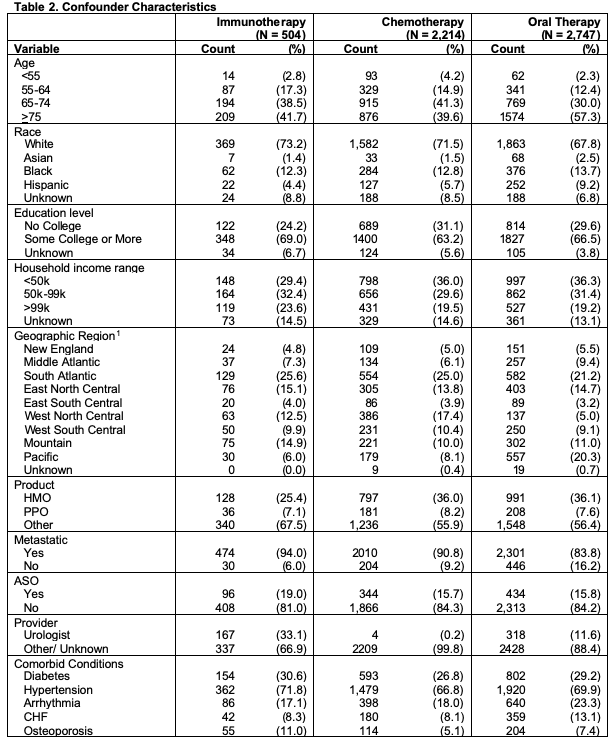 Table 2. Confounder Characteristics
Immunotherapy Chemotherapy Oral Therapy
(N = 504) (N = 2,214) (N = 2,747)
Variable Count (%) Count (%) Count (%)
Age
<55 14 (2.8) 93 (4.2) 62 (2.3)
55-64 87 (17.3) 329 (14.9) 341 (12.4)
65-74 194 (38.5) 915 (41.3) 769 (30.0)
≥75 209 (41.7) 876 (39.6) 1574 (57.3)
Race
White 369 (73.2) 1,582 (71.5) 1,863 (67.8)
Asian 7 (1.4) 33 (1.5) 68 (2.5)
Black 62 (12.3) 284 (12.8) 376 (13.7)
Hispanic 22 (4.4) 127 (5.7) 252 (9.2)
Unknown 24 (8.8) 188 (8.5) 188 (6.8)
Education level
No College 122 (24.2) 689 (31.1) 814 (29.6)
Some College or More 348 (69.0) 1400 (63.2) 1827 (66.5)
Unknown 34 (6.7) 124 (5.6) 105 (3.8)
Household income range
<50k 148 (29.4) 798 (36.0) 997 (36.3)
50k-99k 164 (32.4) 656 (29.6) 862 (31.4)
>99k 119 (23.6) 431 (19.5) 527 (19.2)
Unknown 73 (14.5) 329 (14.6) 361 (13.1)
Geographic Region¹
New England 24 (4.8) 109 (5.0) 151 (5.5)
Middle Atlantic 37 (7.3) 134 (6.1) 257 (9.4)
South Atlantic 129 (25.6) 554 (25.0) 582 (21.2)
East North Central 76 (15.1) 305 (13.8) 403 (14.7)
East South Central 20 (4.0) 86 (3.9) 89 (3.2)
West North Central 63 (12.5) 386 (17.4) 137 (5.0)
West South Central 50 (9.9) 231 (10.4) 250 (9.1)
Mountain 75 (14.9) 221 (10.0) 302 (11.0)
Pacific 30 (6.0) 179 (8.1) 557 (20.3)
Unknown 0 (0.0) 9 (0.4) 19 (0.7)
Product
HMO 128 (25.4) 797 (36.0) 991 (36.1)
PPO 36 (7.1) 181 (8.2) 208 (7.6)
Other 340 (67.5) 1,236 (55.9) 1,548 (56.4)
Metastatic
Yes 474 (94.0) 2010 (90.8) 2,301 (83.8)
No 30 (6.0) 204 (9.2) 446 (16.2)
ASO
Yes 96 (19.0) 344 (15.7) 434 (15.8)
No 408 (81.0) 1,866 (84.3) 2,313 (84.2)
Provider
Urologist 167 (33.1) 4 (0.2) 318 (11.6)
Other/ Unknown 337 (66.9) 2209 (99.8) 2428 (88.4)
Comorbid Conditions
Diabetes 154 (30.6) 593 (26.8) 802 (29.2)
Hypertension 362 (71.8) 1,479 (66.8) 1,920 (69.9)
Arrhythmia 86 (17.1) 398 (18.0) 640 (23.3)
CHF 42 (8.3) 180 (8.1) 359 (13.1)
Osteoporosis 55 (11.0) 114 (5.1) 204 (7.4)